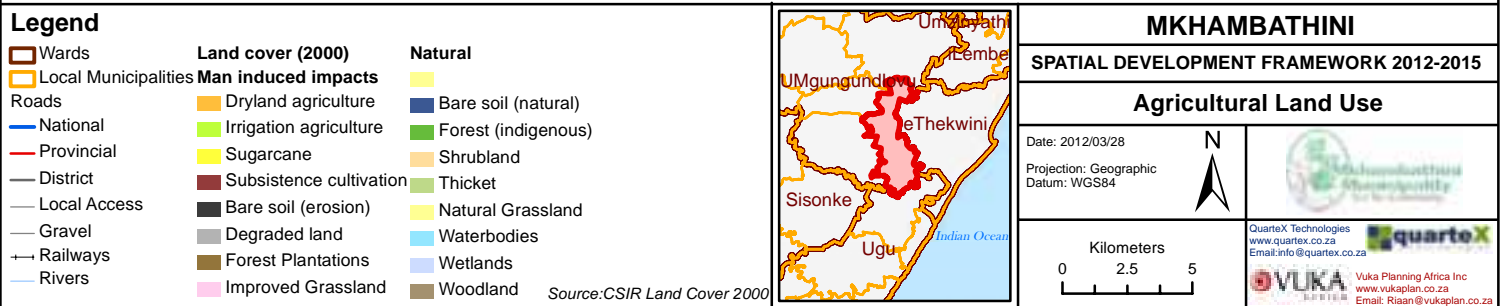 Legend
Wards
Local Municipalities
Roads
National
Provincial
District
Local Access
Gravel
Railways
Rivers
Land cover (2000)
Man induced impacts
Dryland agriculture
Irrigation agriculture
Sugarcane
Subsistence cultivation
Bare soil (erosion)
Degraded land
Forest Plantations
Improved Grassland
Natural
Bare soil (natural)
Forest (indigenous)
Shrubland
Thicket
Natural Grassland
Waterbodies
Wetlands
Woodland
Source:CSIR Land Cover 2000
Umzinyathi
iLembe
UMgungundlovu
eThekwini
Sisonke
Ugu
Indian Ocean
MKHAMBATHINI
SPATIAL DEVELOPMENT FRAMEWORK 2012-2015
Agricultural Land Use
Date: 2012/03/28
Projection: Geographic
Datum: WGS84
N
Mkhambathini
Municipality
Kilometers
0 2.5 5
QuarteX Technologies
www.quartex.co.za
Email:info@quartex.co.za
quarteX
VUKA
Vuka Planning Africa Inc
www.vukaplan.co.za
Email: Riaan@vukaplan.co.za